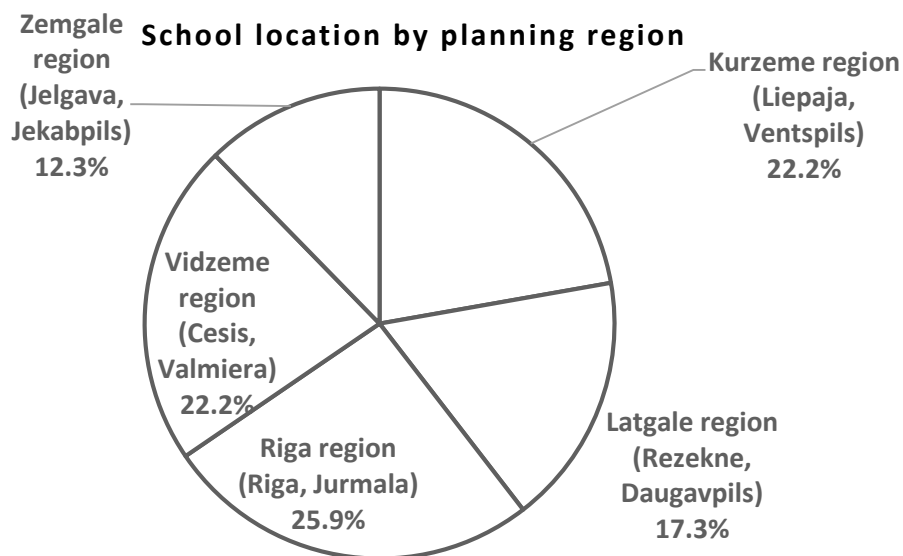 School location by planning region
Zemgale
region
(Jelgava,
Jekabpils)
12.3%
Kurzeme region
(Liepaja,
Ventspils)
22.2%
Vidzeme
region
(Cesis,
Valmiera)
22.2%
Riga region
(Riga, Jurmala)
25.9%
Latgale region
(Rezekne,
Daugavpils)
17.3%